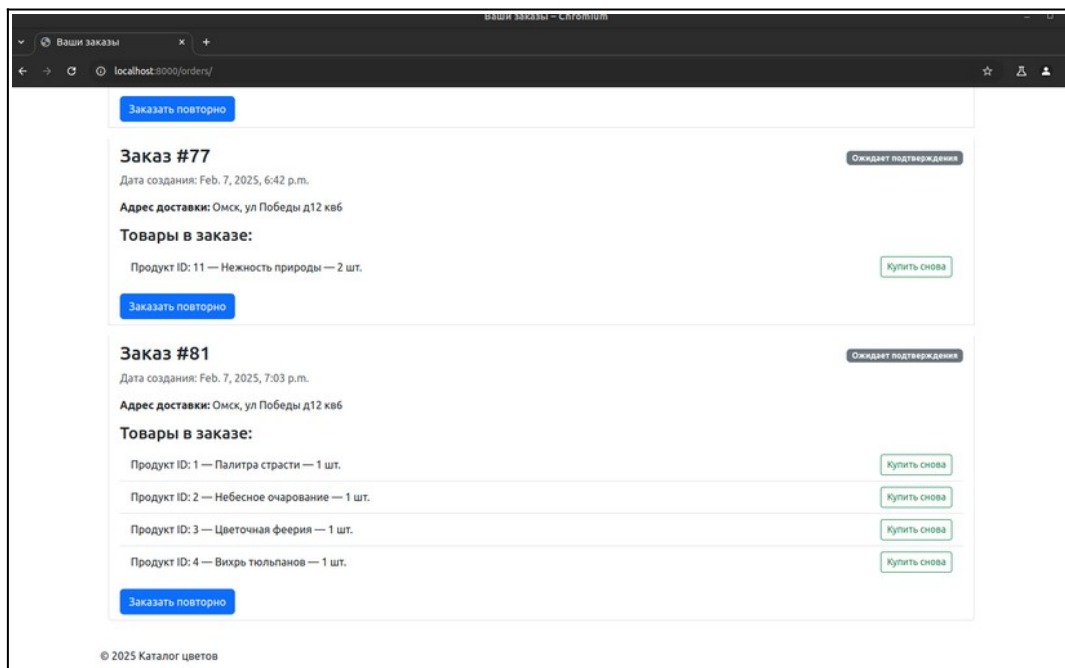 Ваши заказы – Chromium
Ваши заказы
localhost:8000/orders/
Заказать повторно
Заказ #77
Ожидает подтверждения
Дата создания: Feb. 7, 2025, 6:42 p.m.
Адрес доставки: Омск, ул Победы д12 кв6
Товары в заказе:
Продукт ID: 11 — Нежность природы — 2 шт.
Купить снова
Заказать повторно
Заказ #81
Ожидает подтверждения
Дата создания: Feb. 7, 2025, 7:03 p.m.
Адрес доставки: Омск, ул Победы д12 кв6
Товары в заказе:
Продукт ID: 1 — Палитра страсти — 1 шт.
Купить снова
Продукт ID: 2 — Небесное очарование — 1 шт.
Купить снова
Продукт ID: 3 — Цветочная феерия — 1 шт.
Купить снова
Продукт ID: 4 — Вихрь тюльпанов — 1 шт.
Купить снова
Заказать повторно
© 2025 Каталог цветов